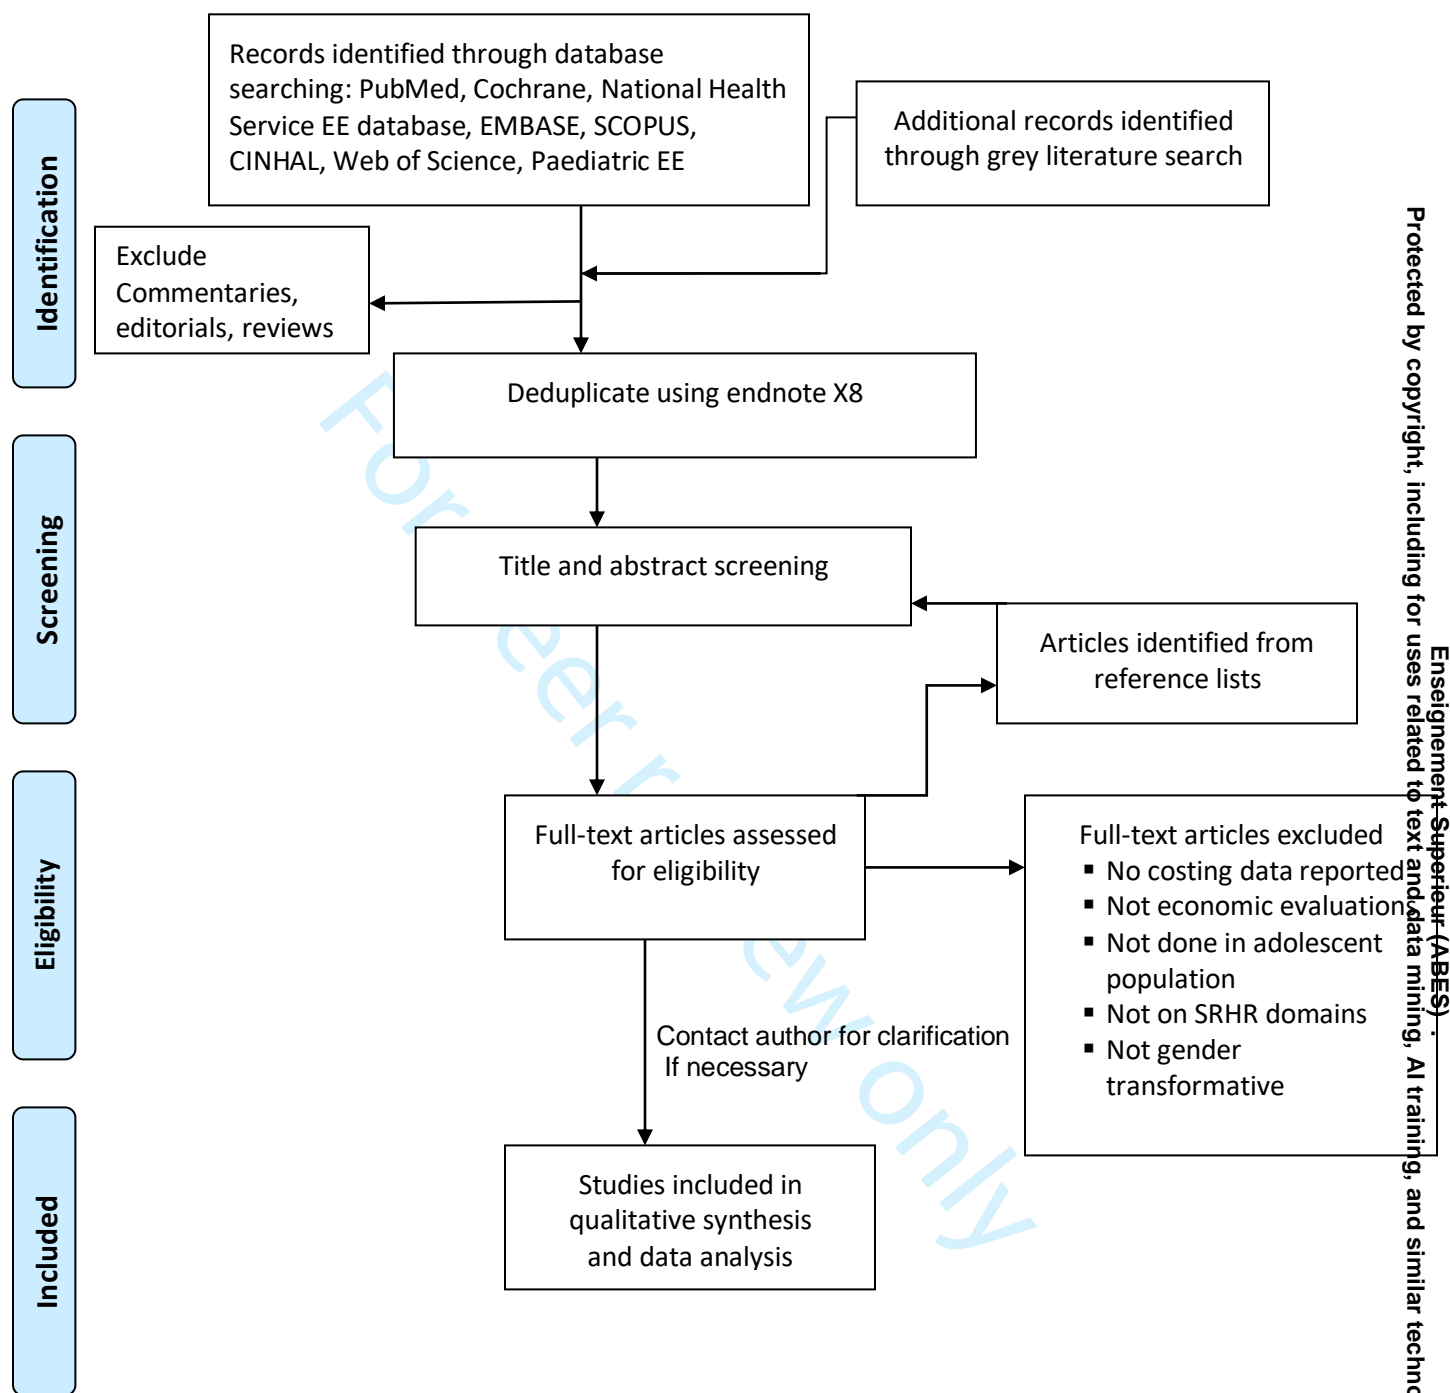 Records identified through database
searching: PubMed, Cochrane, National Health
Service EE database, EMBASE, SCOPUS,
CINHAL, Web of Science, Paediatric EE
Additional records identified
through grey literature search
Identification
Exclude
Commentaries,
editorials, reviews
Deduplicate using endnote X8
Screening
Title and abstract screening
Articles identified from
reference lists
Eligibility
Full-text articles assessed
for eligibility
Full-text articles excluded
▪ No costing data reported
▪ Not economic evaluation
▪ Not done in adolescent
population
▪ Not on SRHR domains
▪ Not gender
transformative
Contact author for clarification
If necessary
Included
Studies included in
qualitative synthesis
and data analysis
For peer review only
Enseignement Superieur (ABES) .
Protected by copyright, including for uses related to text and data mining, AI training, and similar techno